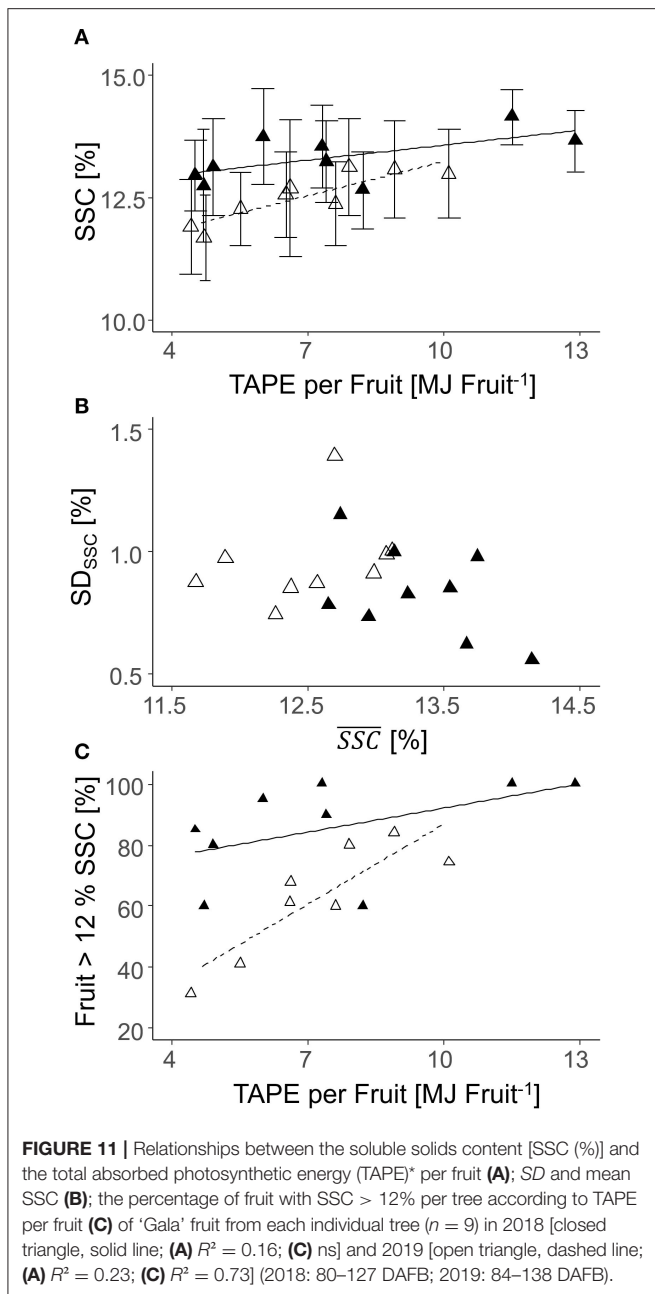 A
15.0
12.5
10.0
SSC [%]
4 7 10 13
TAPE per Fruit [MJ Fruit⁻¹]
B
1.5
1.0
0.5
SD_SSC [%]
11.5 12.5 13.5 14.5
S̅S̅C̅ [%]
C
100
80
60
40
20
Fruit > 12 % SSC [%]
4 7 10 13
TAPE per Fruit [MJ Fruit⁻¹]
FIGURE 11 | Relationships between the soluble solids content [SSC (%)] and
the total absorbed photosynthetic energy (TAPE)* per fruit (A); SD and mean
SSC (B); the percentage of fruit with SSC > 12% per tree according to TAPE
per fruit (C) of ‘Gala’ fruit from each individual tree (n = 9) in 2018 [closed
triangle, solid line; (A) R² = 0.16; (C) ns] and 2019 [open triangle, dashed line;
(A) R² = 0.23; (C) R² = 0.73] (2018: 80–127 DAFB; 2019: 84–138 DAFB).